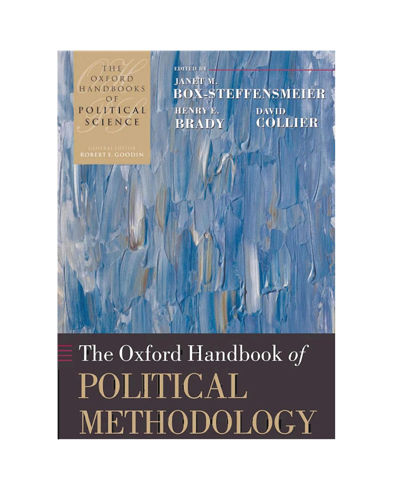 THE
OXFORD
HANDBOOKS
OF
POLITICAL
SCIENCE
GENERAL EDITOR
ROBERT E. GOODIN
EDITED BY
JANET M.
BOX-STEFFENSMEIER
HENRY E.
BRADY
DAVID
COLLIER
The Oxford Handbook of
POLITICAL
METHODOLOGY